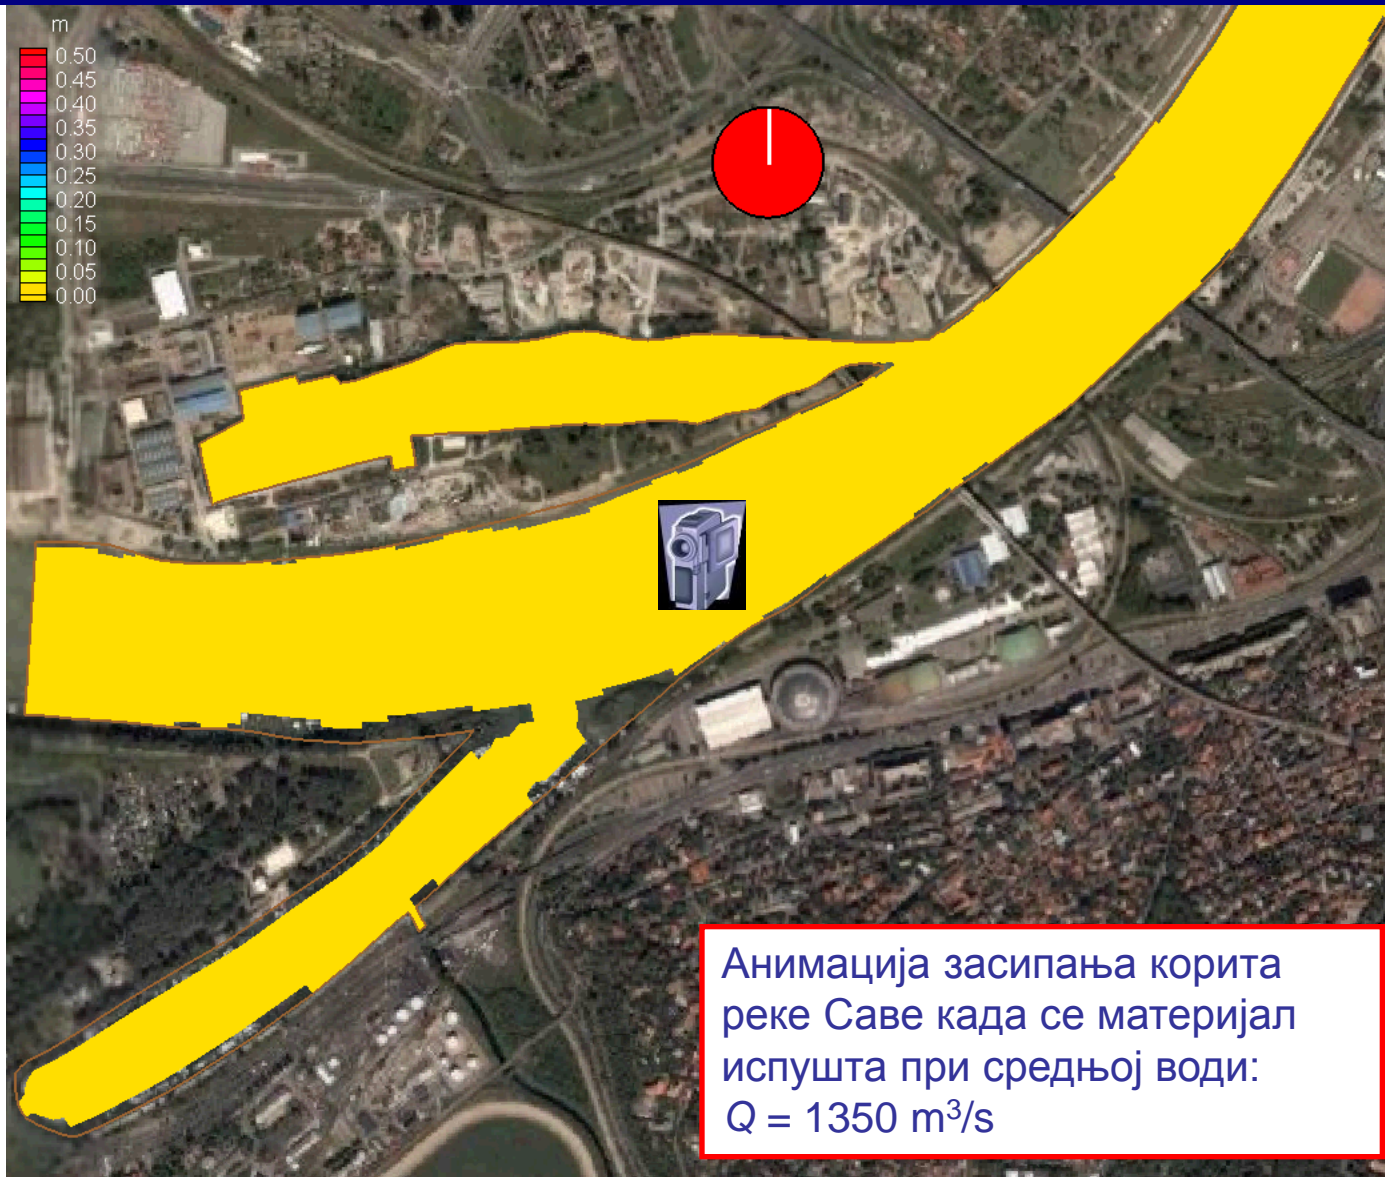 m
0.50
0.45
0.40
0.35
0.30
0.25
0.20
0.15
0.10
0.05
0.00
Анимација засипања корита
реке Саве када се материјал
испушта при средњој води:
Q = 1350 m³/s